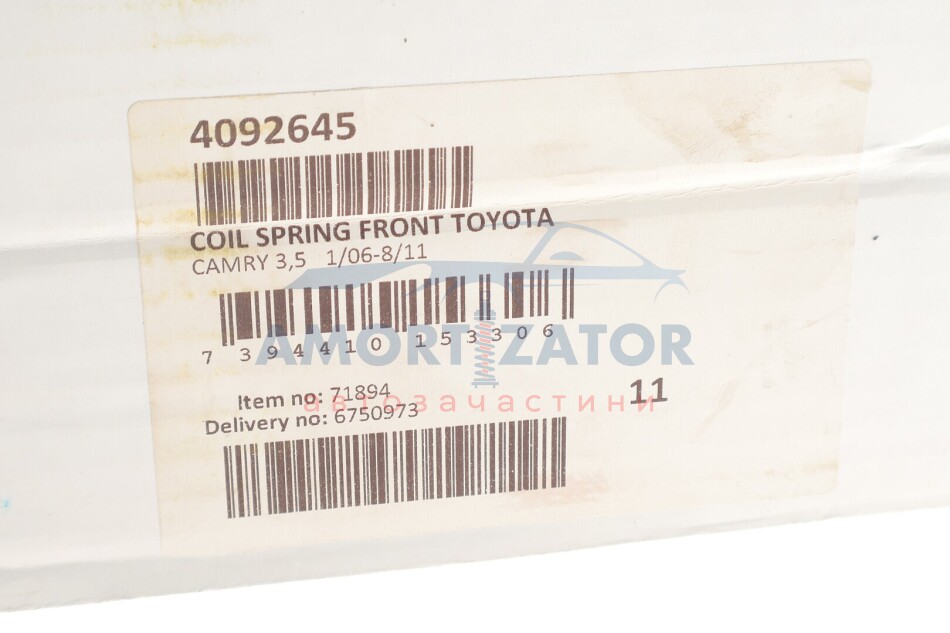 4092645
COIL SPRING FRONT TOYOTA
CAMRY 3,5 1/06-8/11
7 394410 153306
AMORTIZATOR
Item no: 71894
11
автозачастини
Delivery no: 6750973